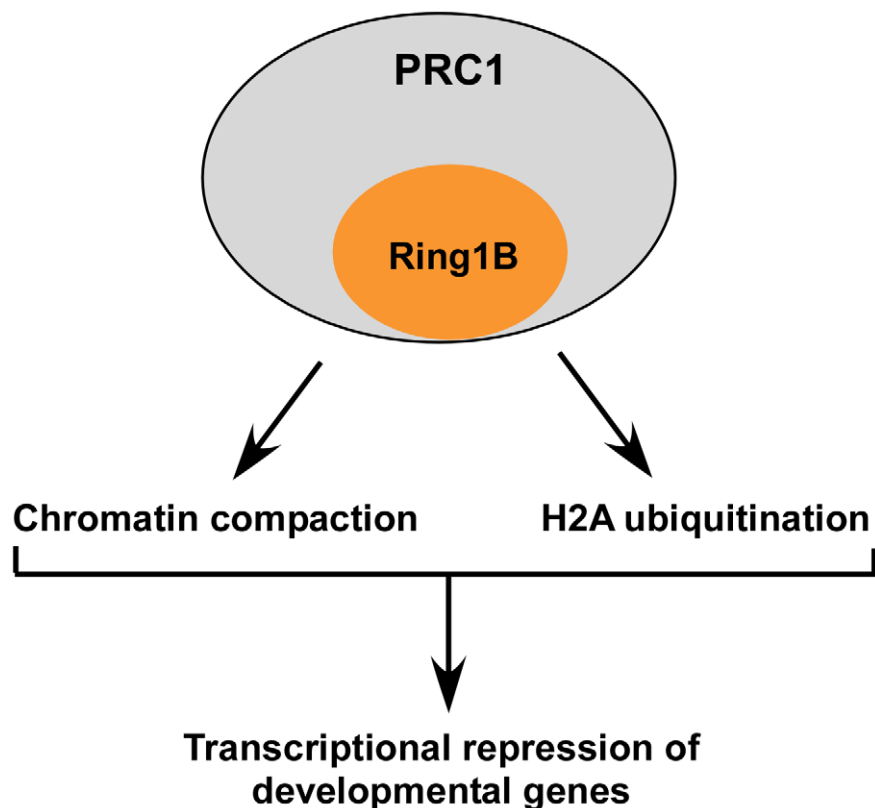 PRC1
Ring1B
Chromatin compaction
H2A ubiquitination
Transcriptional repression of
developmental genes